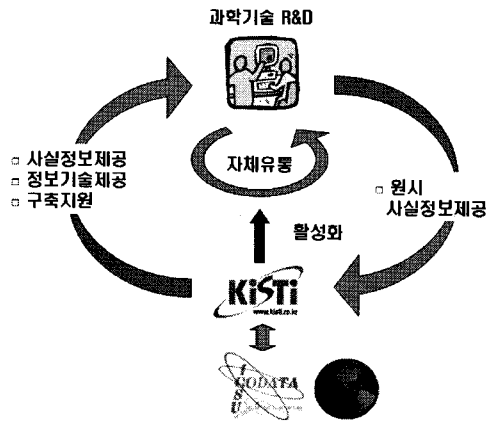 과학기술 R&D
자체유통
□ 사실정보제공
□ 정보기술제공
□ 구축지원
□ 원시
사실정보제공
활성화
KiSTi
www.kisti.co.kr
CODATA
ICSU